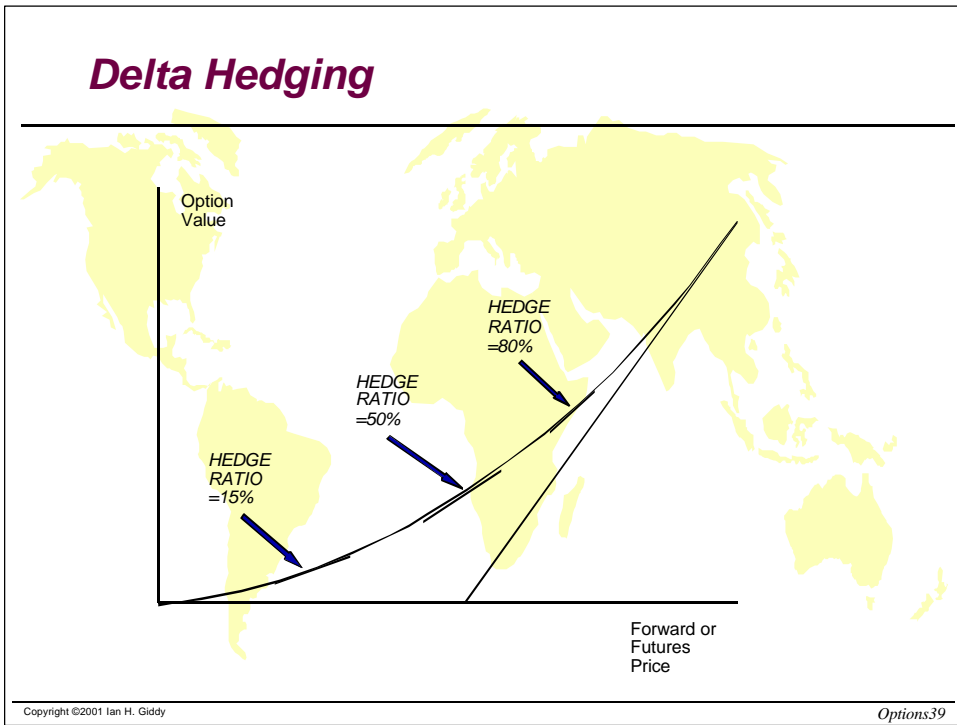 Delta Hedging
Option
Value
HEDGE
RATIO
=80%
HEDGE
RATIO
=50%
HEDGE
RATIO
=15%
Forward or
Futures
Price
Copyright ©2001 Ian H. Giddy
Options39